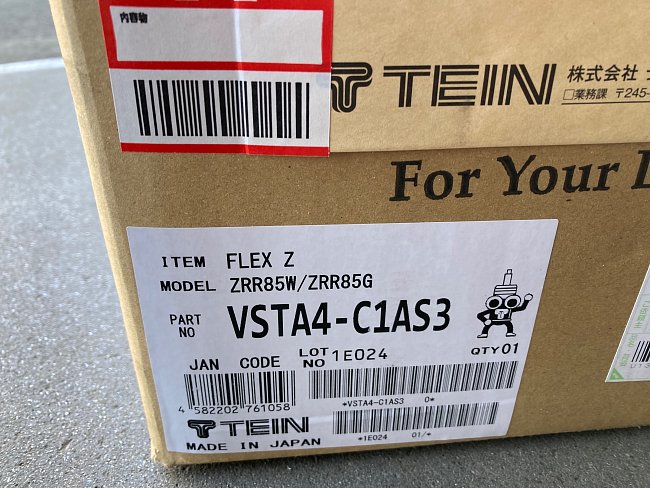 内容物
TEIN 株式会社
□業務課 〒245-
For Your
ITEM FLEX Z
MODEL ZRR85W/ZRR85G
PART NO VSTA4-C1AS3
JAN CODE LOT NO 1E024 QTY 01
4 582202 761058
*VSTA4-C1AS3 0*
TEIN
MADE IN JAPAN
*1E024 01/*